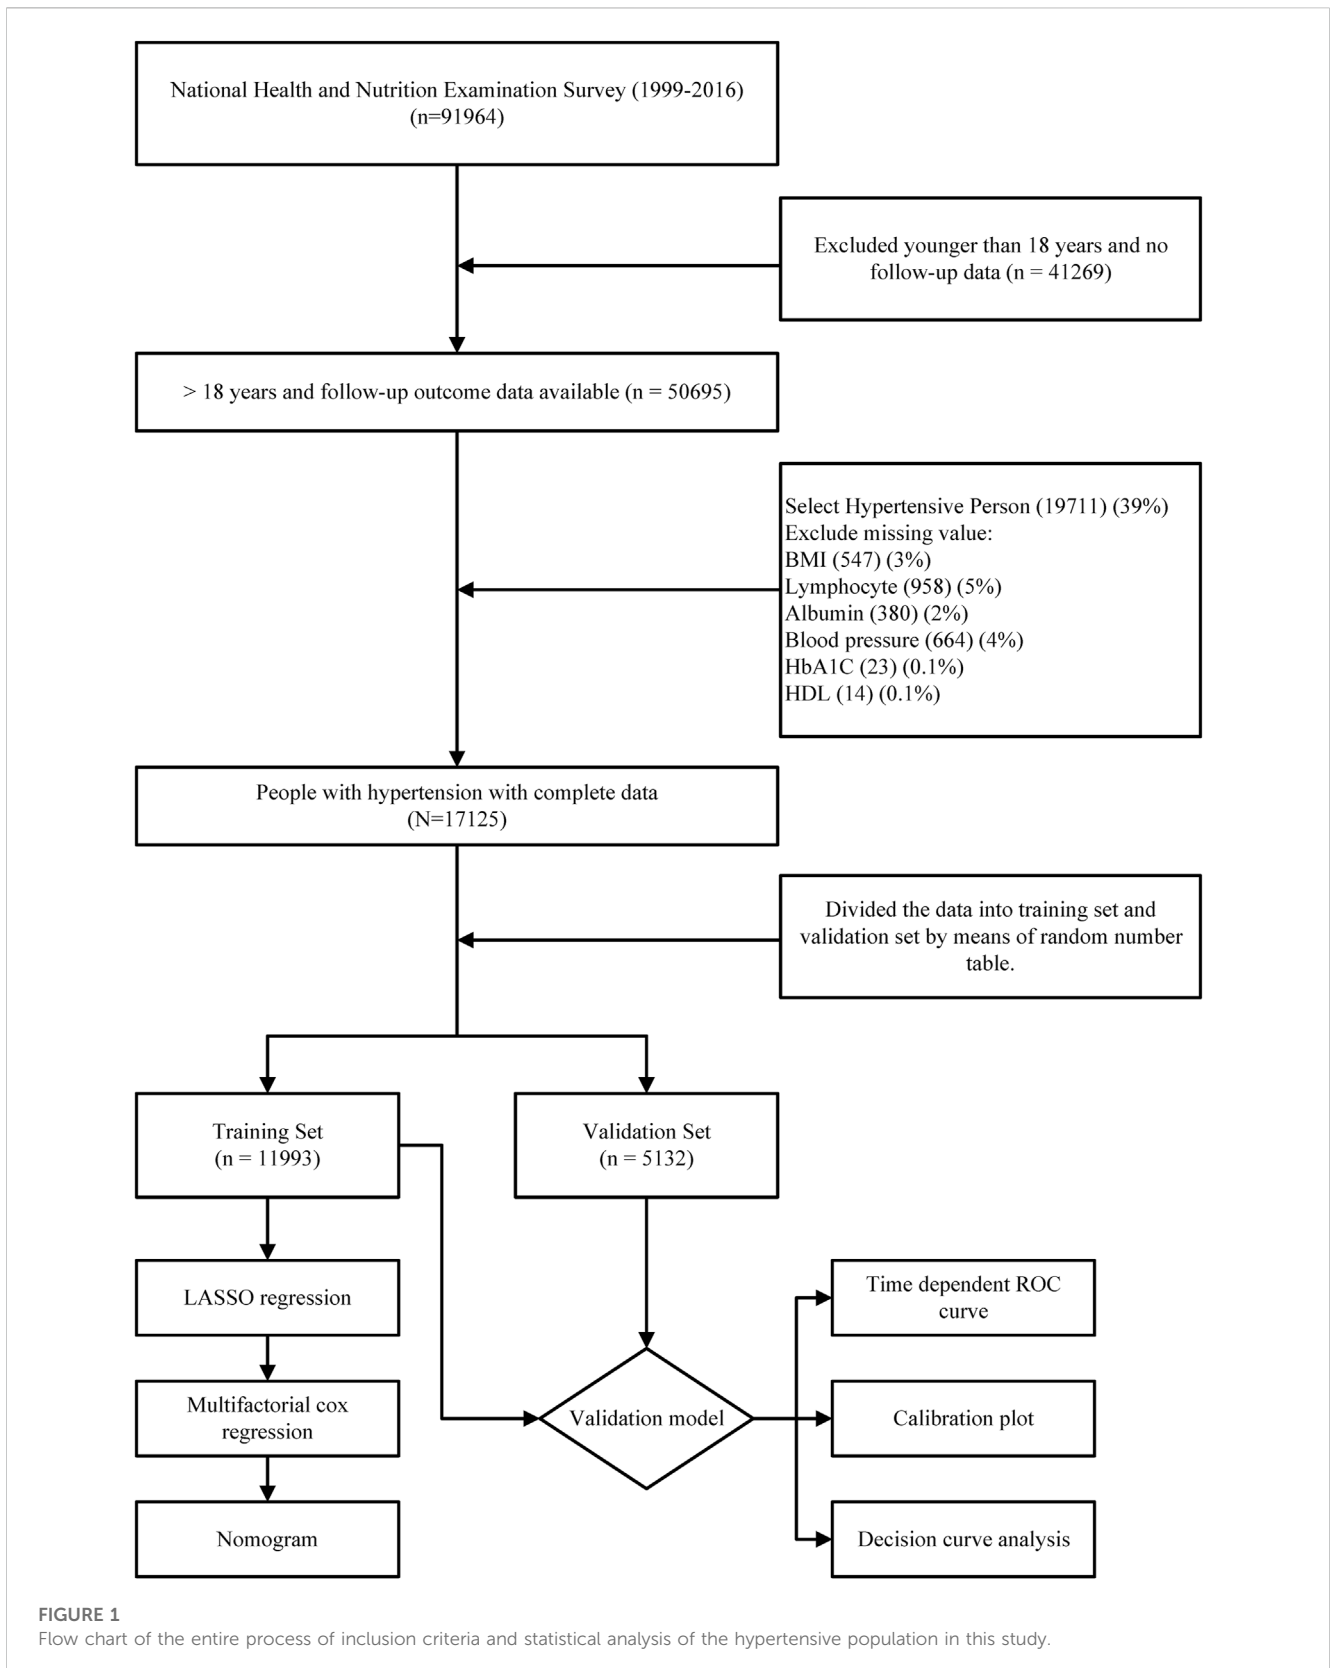 National Health and Nutrition Examination Survey (1999-2016)
(n=91964)
Excluded younger than 18 years and no
follow-up data (n = 41269)
> 18 years and follow-up outcome data available (n = 50695)
Select Hypertensive Person (19711) (39%)
Exclude missing value:
BMI (547) (3%)
Lymphocyte (958) (5%)
Albumin (380) (2%)
Blood pressure (664) (4%)
HbA1C (23) (0.1%)
HDL (14) (0.1%)
People with hypertension with complete data
(N=17125)
Divided the data into training set and
validation set by means of random number
table.
Training Set
(n = 11993)
Validation Set
(n = 5132)
LASSO regression
Multifactorial cox
regression
Nomogram
Validation model
Time dependent ROC
curve
Calibration plot
Decision curve analysis
FIGURE 1
Flow chart of the entire process of inclusion criteria and statistical analysis of the hypertensive population in this study.